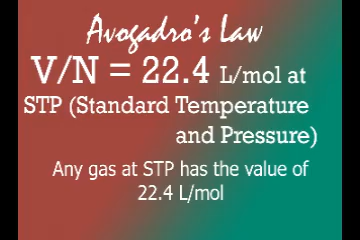 Avogadro's Law
V/N = 22.4 L/mol at
STP (Standard Temperature
and Pressure)
Any gas at STP has the value of
22.4 L/mol